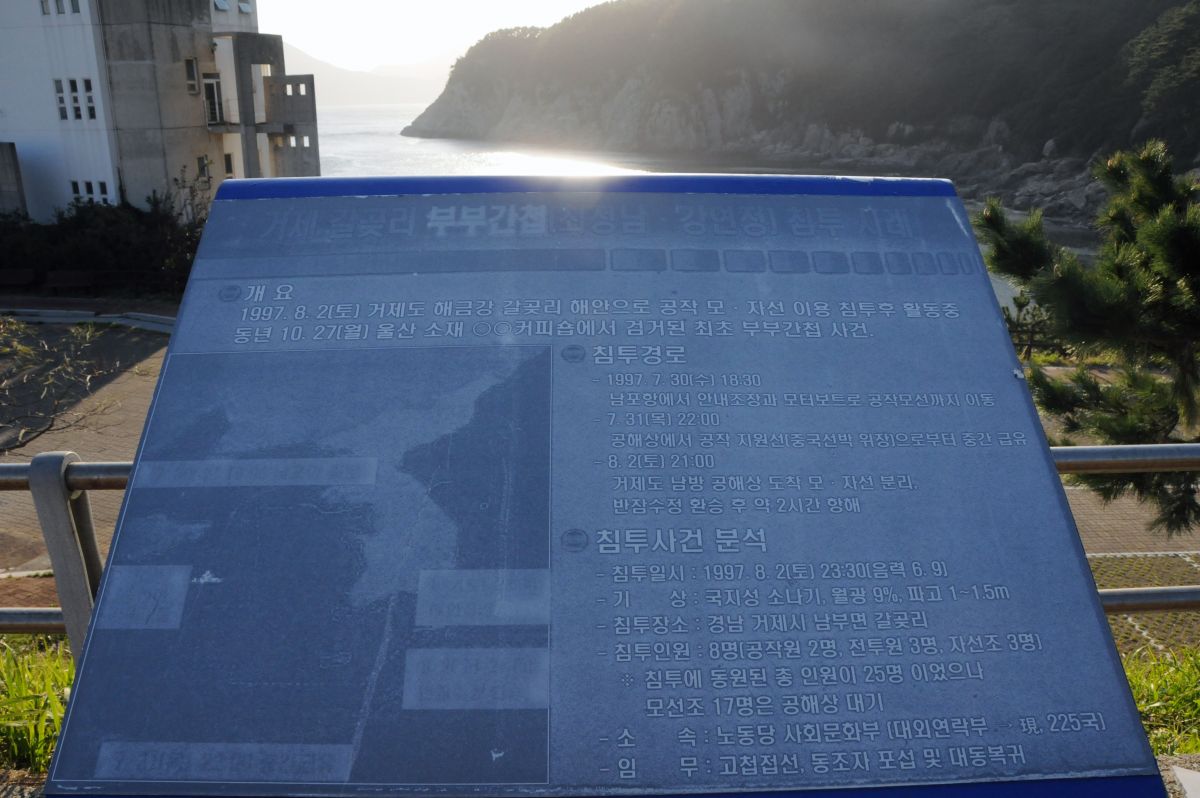 거제 갈곶리 부부간첩(최정남 · 강연정) 침투 사례
개 요
1997. 8. 2(토) 거제도 해금강 갈곶리 해안으로 공작 모 · 자선 이용 침투후 활동중
동년 10. 27(월) 울산 소재 ○○커피숍에서 검거된 최초 부부간첩 사건.
침투경로
- 1997. 7. 30(수) 18:30
남포항에서 안내조장과 모터보트로 공작모선까지 이동
- 7. 31(목) 22:00
공해상에서 공작 지원선(중국선박 위장)으로부터 중간 급유
- 8. 2(토) 21:00
거제도 남방 공해상 도착 모 · 자선 분리,
반잠수정 환승 후 약 2시간 항해
침투사건 분석
- 침투일시 : 1997. 8. 2(토) 23:30(음력 6. 9)
- 기 상 : 국지성 소나기, 월광 9%, 파고 1~1.5m
- 침투장소 : 경남 거제시 남부면 갈곶리
- 침투인원 : 8명(공작원 2명, 전투원 3명, 자선조 3명)
※ 침투에 동원된 총 인원이 25명 이었으나
모선조 17명은 공해상 대기
- 소 속 : 노동당 사회문화부 (대외연락부 → 現, 225국)
- 임 무 : 고첩접선, 동조자 포섭 및 대동복귀